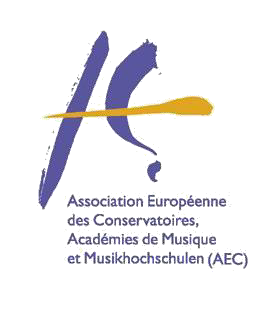 Association Européenne
des Conservatoires,
Académies de Musique
et Musikhochschulen (AEC)